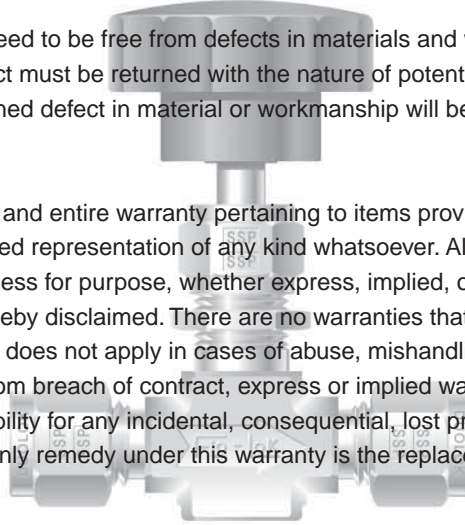 eed to be free from defects in materials and
ct must be returned with the nature of potent
ned defect in material or workmanship will be
and entire warranty pertaining to items prov
ed representation of any kind whatsoever. Al
ess for purpose, whether express, implied, o
eby disclaimed. There are no warranties that
does not apply in cases of abuse, mishandl
om breach of contract, express or implied wa
SSP
SSP
bility for any incidental, consequential, lost pr
nly remedy under this warranty is the replace